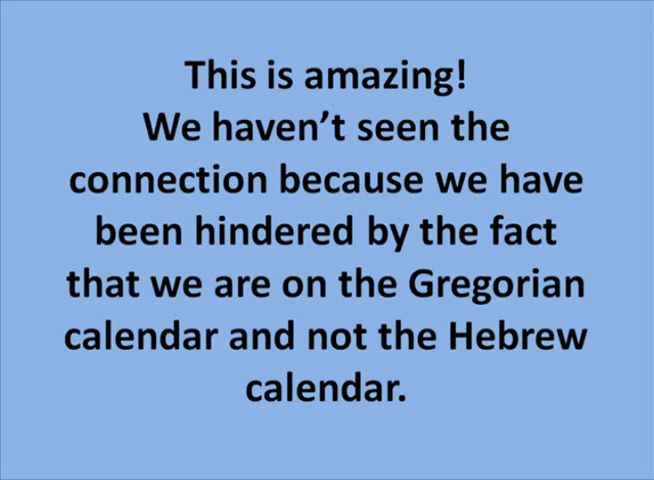 This is amazing!
We haven’t seen the
connection because we have
been hindered by the fact
that we are on the Gregorian
calendar and not the Hebrew
calendar.